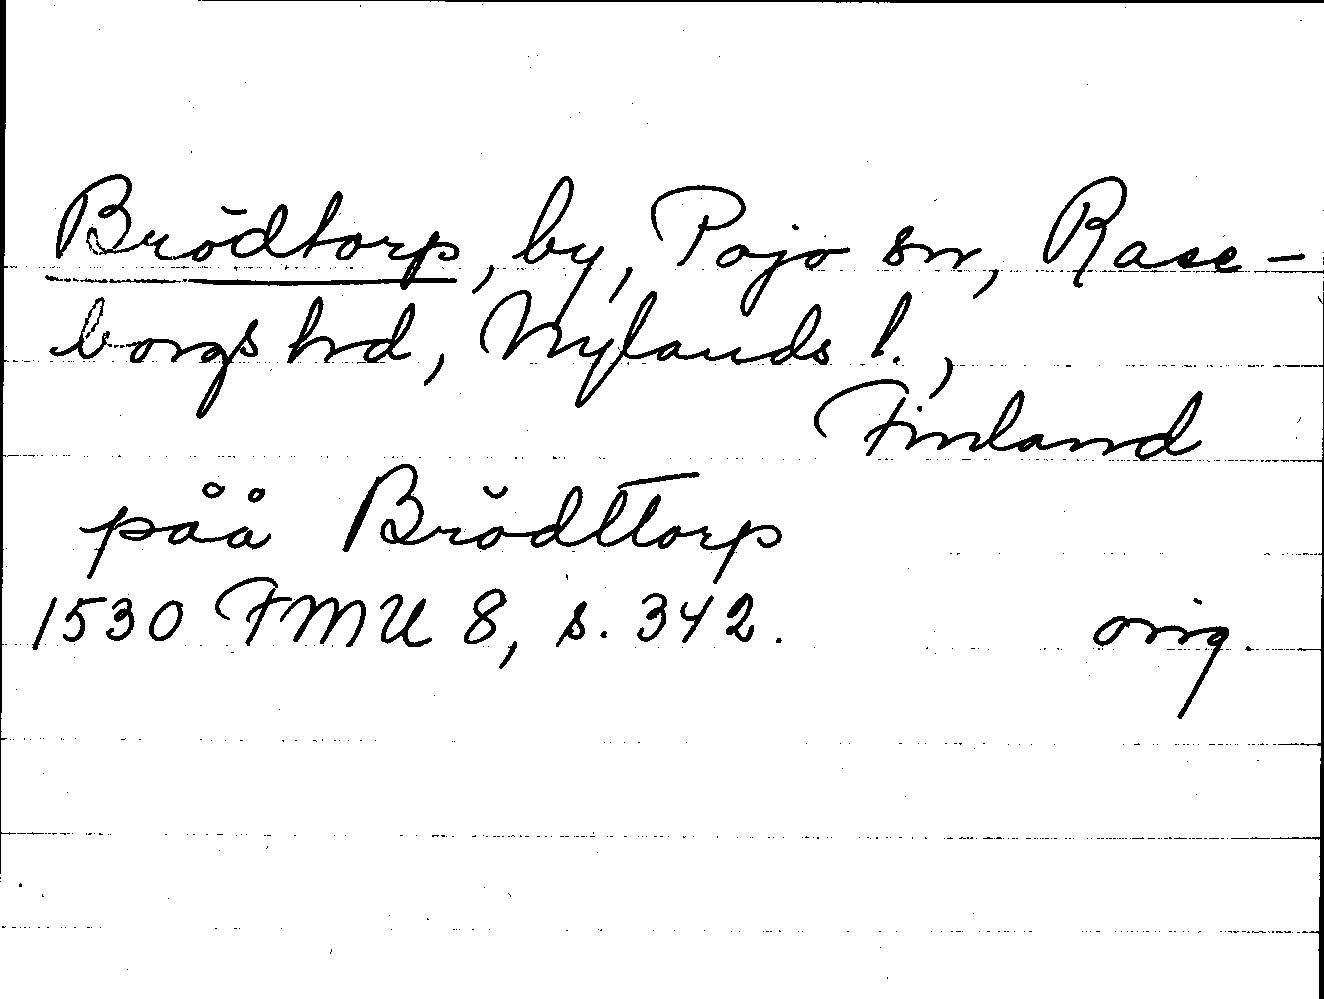 Brödtorp, by, Pojo sn, Rase-
borgs hd, Nylands l.,
Finland
påå Brödttorp
1530 FMU 8, s. 342. orig.